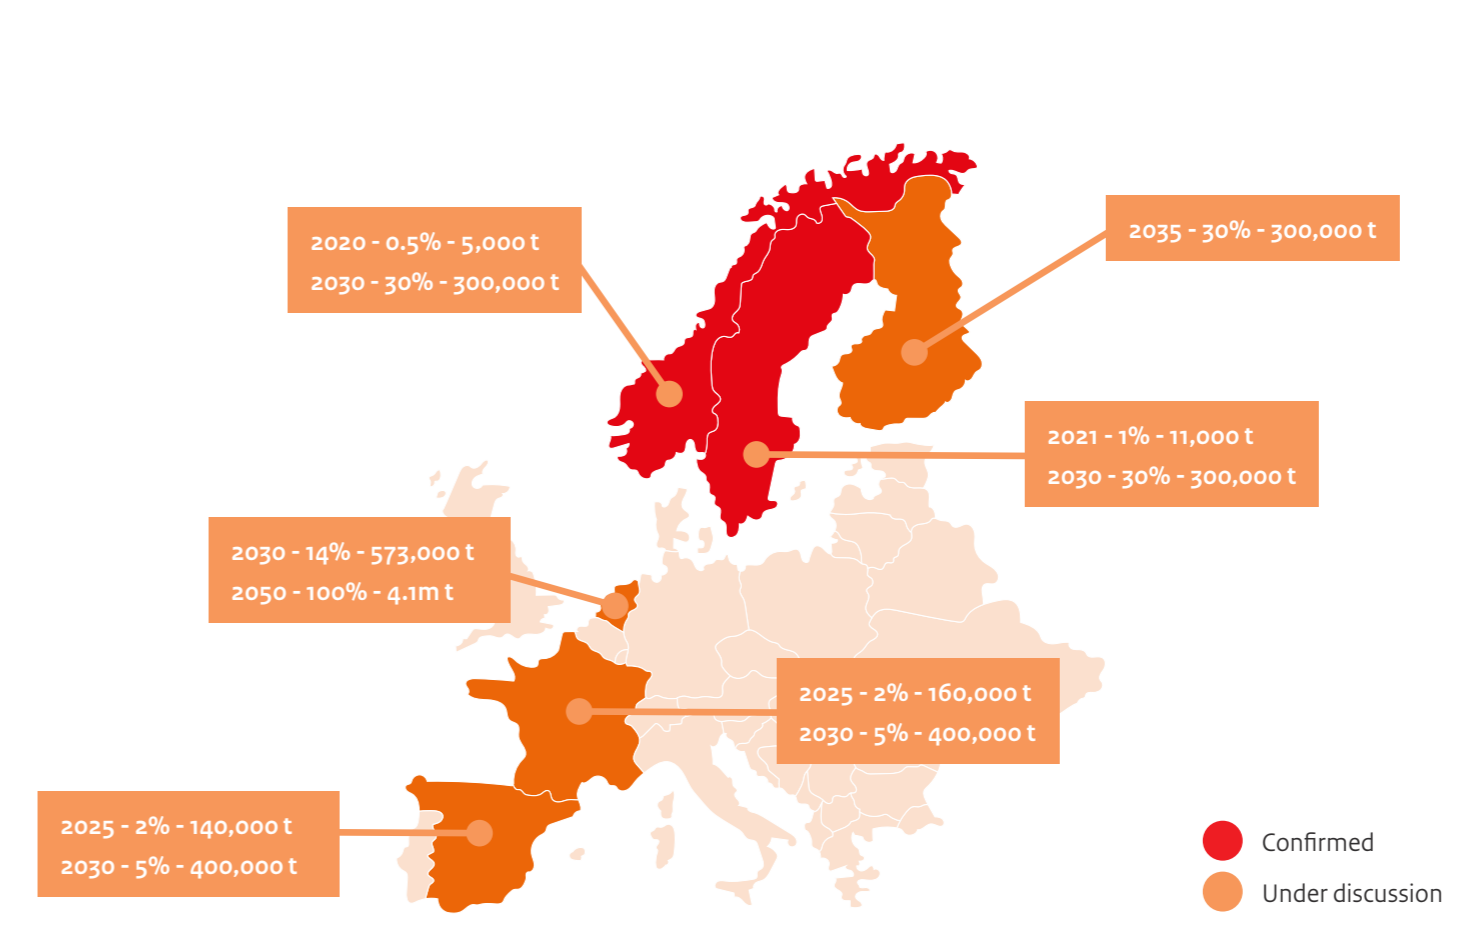 2020 - 0.5% - 5,000 t
2030 - 30% - 300,000 t
2035 - 30% - 300,000 t
2021 - 1% - 11,000 t
2030 - 30% - 300,000 t
2030 - 14% - 573,000 t
2050 - 100% - 4.1m t
2025 - 2% - 160,000 t
2030 - 5% - 400,000 t
2025 - 2% - 140,000 t
2030 - 5% - 400,000 t
Confirmed
Under discussion